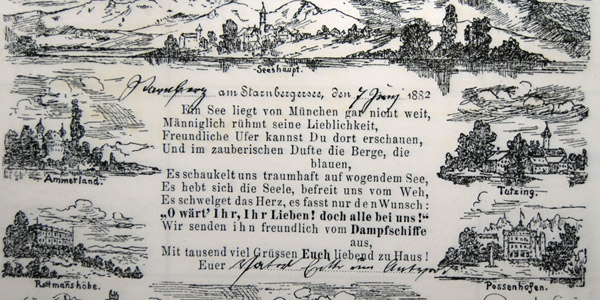 Seeshaupt.
Starnberg am Starnbergersee, den 7 Juni 1882
Ein See liegt von München gar nicht weit,
Männiglich rühmt seine Lieblichkeit,
Freundliche Ufer kannst Du dort erschauen,
Und im zauberischen Dufte die Berge, die
blauen,
Es schaukelt uns traumhaft auf wogendem See,
Es hebt sich die Seele, befreit uns vom Weh,
Es schwelget das Herz, es fasst nur den Wunsch:
„O wärt' Ihr, Ihr Lieben! doch alle bei uns!“
Wir senden ihn freundlich vom Dampfschiffe
aus,
Mit tausend viel Grüssen Euch liebend zu Haus!
Euer
Ammerland.
Rottmanshöhe.
Tutzing.
Possenhofen.